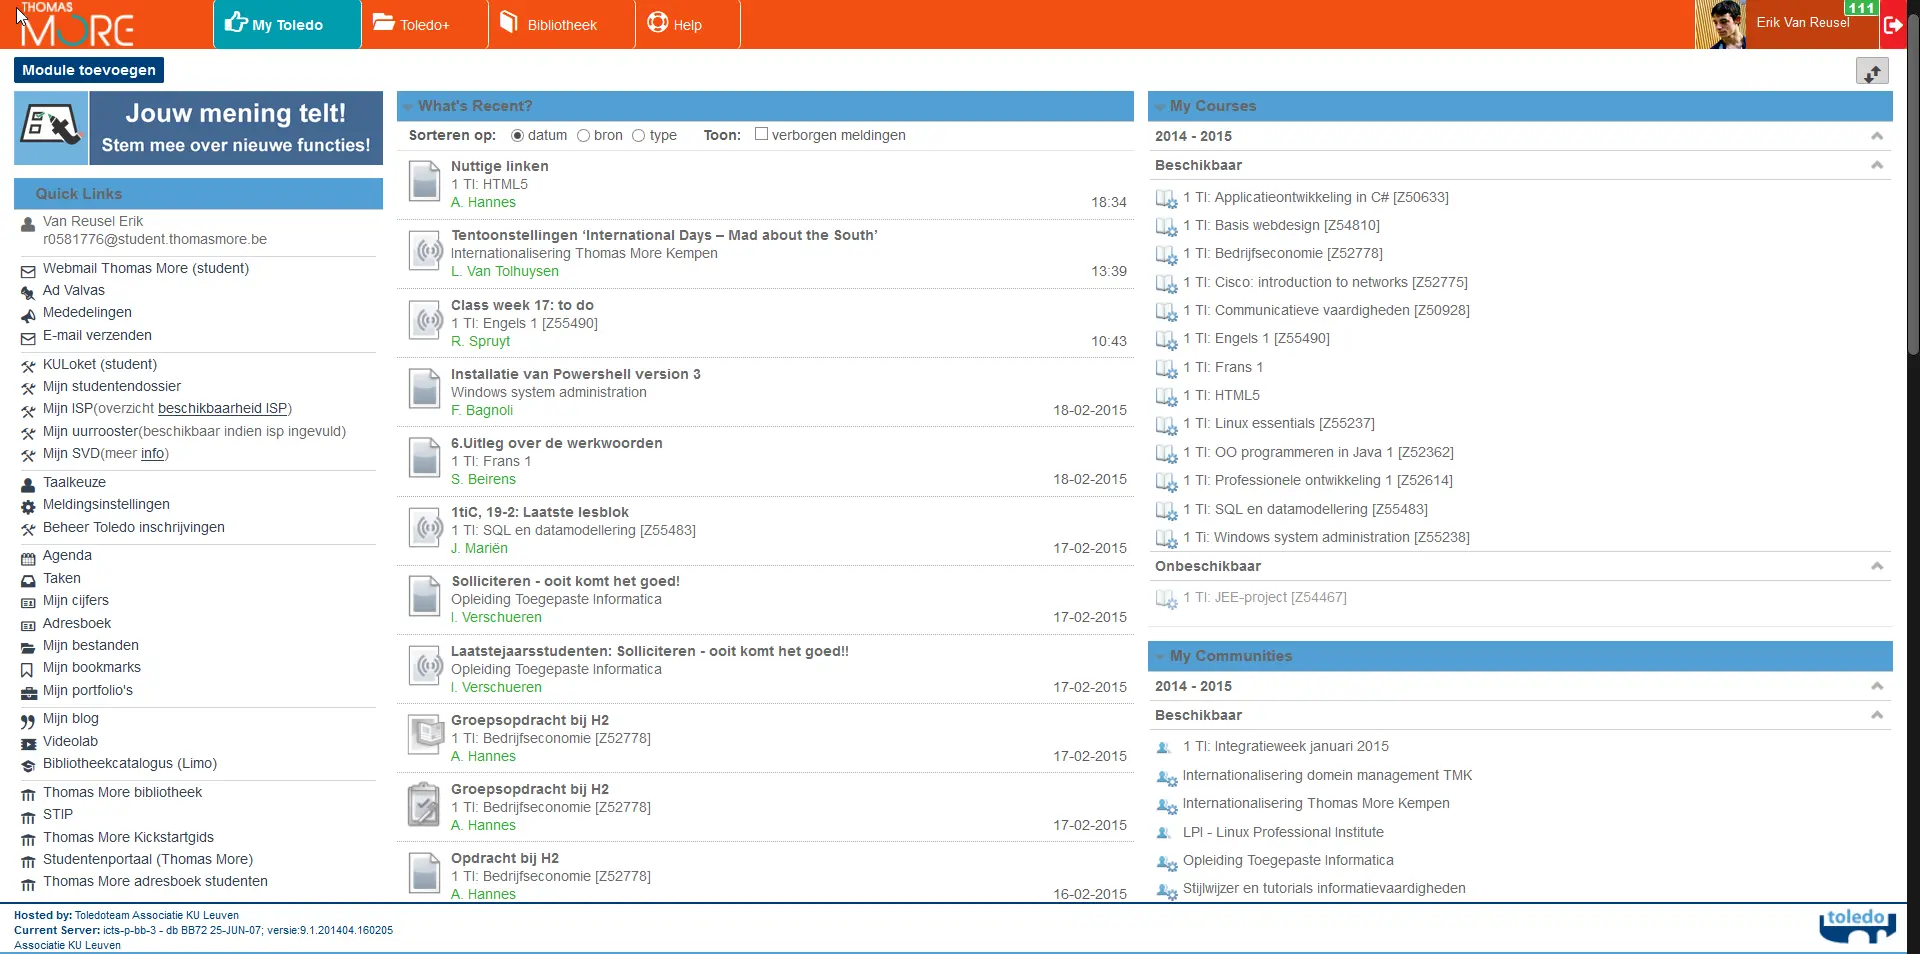 THOMAS
MORE
My Toledo
Toledo+
Bibliotheek
Help
Erik Van Reusel
111
Module toevoegen
Jouw mening telt!
Stem mee over nieuwe functies!
Quick Links
Van Reusel Erik
r0581776@student.thomasmore.be
Webmail Thomas More (student)
Ad Valvas
Mededelingen
E-mail verzenden
KULoket (student)
Mijn studentendossier
Mijn ISP(overzicht beschikbaarheid ISP)
Mijn uurrooster(beschikbaar indien isp ingevuld)
Mijn SVD(meer info)
Taalkeuze
Meldingsinstellingen
Beheer Toledo inschrijvingen
Agenda
Taken
Mijn cijfers
Adresboek
Mijn bestanden
Mijn bookmarks
Mijn portfolio's
Mijn blog
Videolab
Bibliotheekcatalogus (Limo)
Thomas More bibliotheek
STIP
Thomas More Kickstartgids
Studentenportaal (Thomas More)
Thomas More adresboek studenten
What's Recent?
Sorteren op: datum bron type Toon: verborgen meldingen
Nuttige linken
1 TI: HTML5
A. Hannes
18:34
Tentoonstellingen ‘International Days – Mad about the South’
Internationalisering Thomas More Kempen
L. Van Tolhuysen
13:39
Class week 17: to do
1 TI: Engels 1 [Z55490]
R. Spruyt
10:43
Installatie van Powershell version 3
Windows system administration
F. Bagnoli
18-02-2015
6.Uitleg over de werkwoorden
1 TI: Frans 1
S. Beirens
18-02-2015
1tiC, 19-2: Laatste lesblok
1 TI: SQL en datamodellering [Z55483]
J. Mariën
17-02-2015
Solliciteren - ooit komt het goed!
Opleiding Toegepaste Informatica
I. Verschueren
17-02-2015
Laatstejaarsstudenten: Solliciteren - ooit komt het goed!!
Opleiding Toegepaste Informatica
I. Verschueren
17-02-2015
Groepsopdracht bij H2
1 TI: Bedrijfseconomie [Z52778]
A. Hannes
17-02-2015
Groepsopdracht bij H2
1 TI: Bedrijfseconomie [Z52778]
A. Hannes
17-02-2015
Opdracht bij H2
1 TI: Bedrijfseconomie [Z52778]
A. Hannes
16-02-2015
My Courses
2014 - 2015
Beschikbaar
1 TI: Applicatieontwikkeling in C# [Z50633]
1 TI: Basis webdesign [Z54810]
1 TI: Bedrijfseconomie [Z52778]
1 TI: Cisco: introduction to networks [Z52775]
1 TI: Communicatieve vaardigheden [Z50928]
1 TI: Engels 1 [Z55490]
1 TI: Frans 1
1 TI: HTML5
1 TI: Linux essentials [Z55237]
1 TI: OO programmeren in Java 1 [Z52362]
1 TI: Professionele ontwikkeling 1 [Z52614]
1 TI: SQL en datamodellering [Z55483]
1 Ti: Windows system administration [Z55238]
Onbeschikbaar
1 TI: JEE-project [Z54467]
My Communities
2014 - 2015
Beschikbaar
1 TI: Integratieweek januari 2015
Internationalisering domein management TMK
Internationalisering Thomas More Kempen
LPI - Linux Professional Institute
Opleiding Toegepaste Informatica
Stijlwijzer en tutorials informatievaardigheden
Hosted by: Toledoteam Associatie KU Leuven
Current Server: icts-p-bb-3 - db BB72 25-JUN-07; versie:9.1.201404.160205
Associatie KU Leuven
toledo